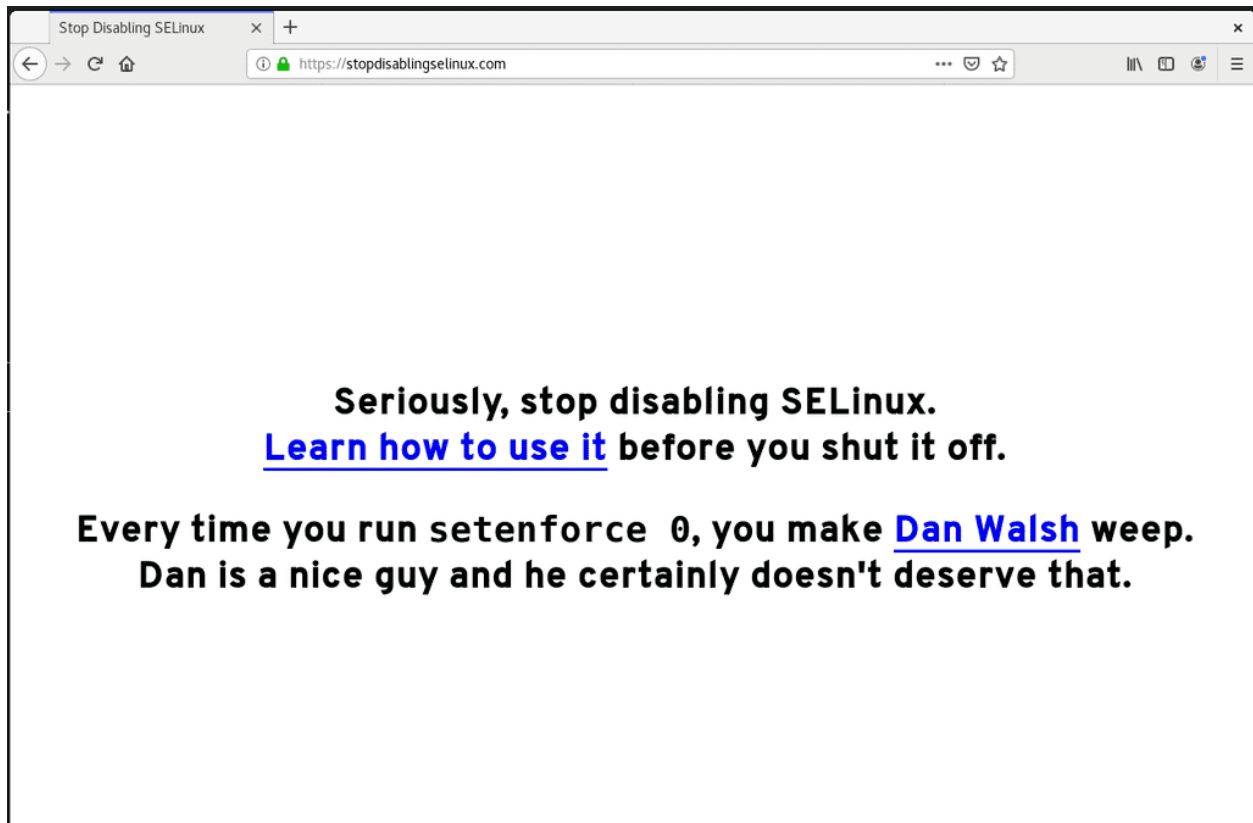 Stop Disabling SELinux
https://stopdisablingselinux.com
Seriously, stop disabling SELinux.
Learn how to use it before you shut it off.
Every time you run setenforce 0, you make Dan Walsh weep.
Dan is a nice guy and he certainly doesn't deserve that.